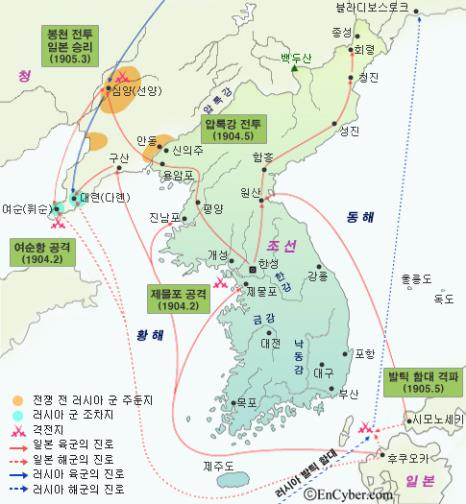 블라디보스토크
봉천 전투
일본 승리
(1905.3)
종성
회령
백두산
청
청진
심양(선양)
압록강
안동
신의주
압록강 전투
(1904.5)
성진
구산
용암포
함흥
대현(다롄)
여순(뤼순)
원산
평양
진남포
동해
여순항 공격
(1904.2)
개성
조선
한성
강릉
울릉도
독도
제물포 공격
(1904.2)
제물포
한강
황해
금강
대전
낙동강
포항
발틱 함대 격파
(1905.5)
대구
부산
목포
시모노세키
전쟁 전 러시아 군 주둔지
러시아 군 조차지
격전지
일본 육군의 진로
일본 해군의 진로
러시아 육군의 진로
러시아 해군의 진로
제주도
러시아 발틱 함대
후쿠오카
일본
©EnCyber.com